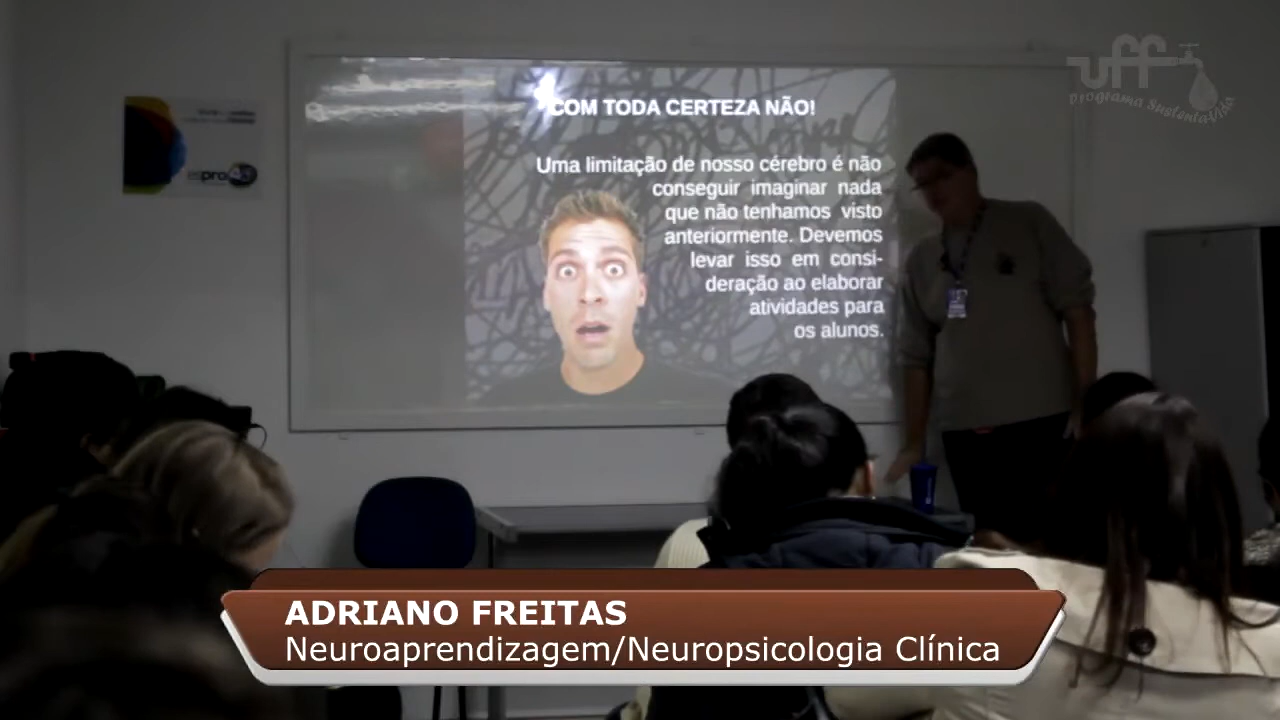 uff
Programa SustentaVida
COM TODA CERTEZA NÃO!
Uma limitação de nosso cérebro é não
conseguir imaginar nada
que não tenhamos visto
anteriormente. Devemos
levar isso em consi-
deração ao elaborar
atividades para
os alunos.
espro
ADRIANO FREITAS
Neuroaprendizagem/Neuropsicologia Clínica